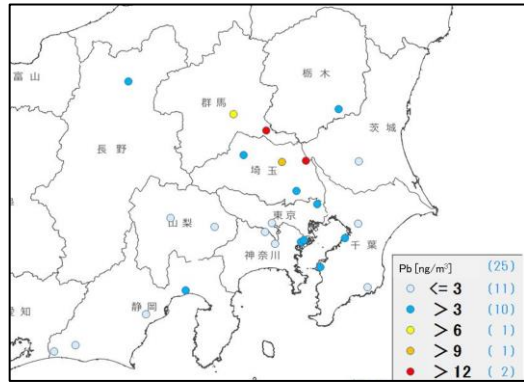 富山
栃木
群馬
茨城
長野
埼玉
東京
山梨
千葉
神奈川
静岡
愛知
Pb [ng/m³] (25)
<= 3 (11)
> 3 (10)
> 6 ( 1)
> 9 ( 1)
> 12 ( 2)